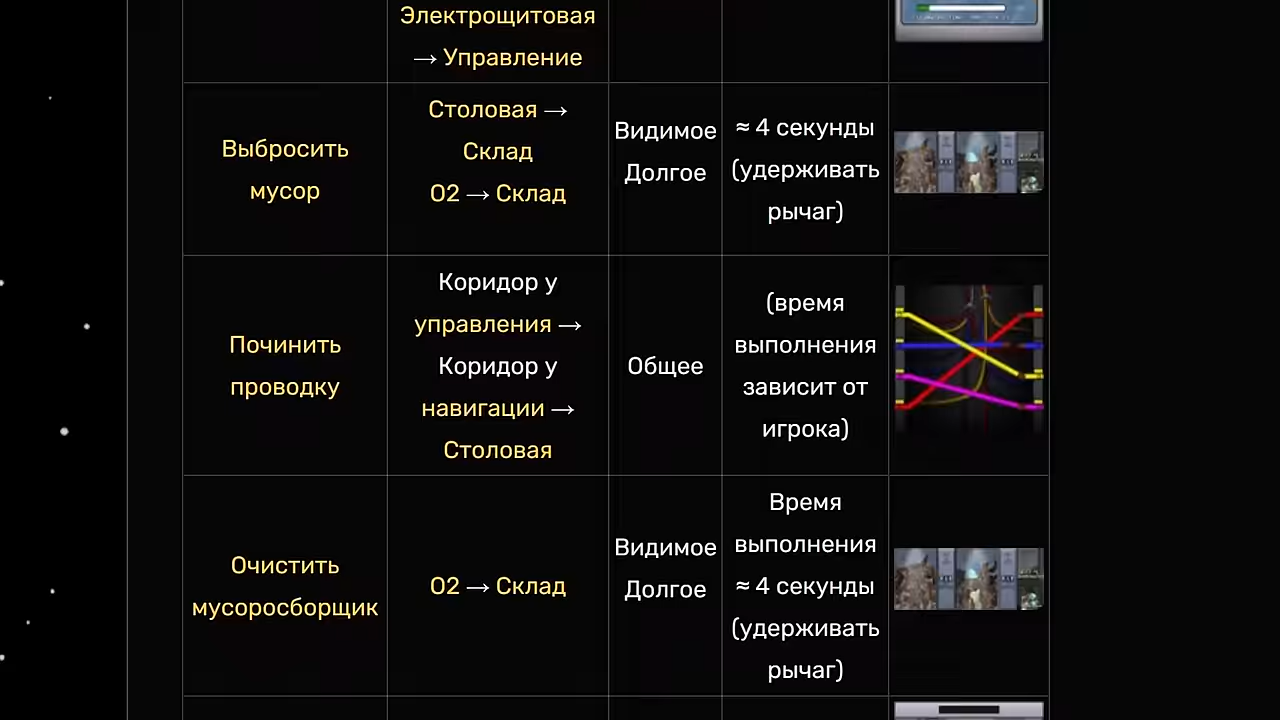 Электрощитовая
→ Управление
Выбросить
мусор
Столовая →
Склад
O2 → Склад
Видимое
Долгое
≈ 4 секунды
(удерживать
рычаг)
Починить
проводку
Коридор у
управления →
Коридор у
навигации →
Столовая
Общее
(время
выполнения
зависит от
игрока)
Очистить
мусоросборщик
O2 → Склад
Видимое
Долгое
Время
выполнения
≈ 4 секунды
(удерживать
рычаг)